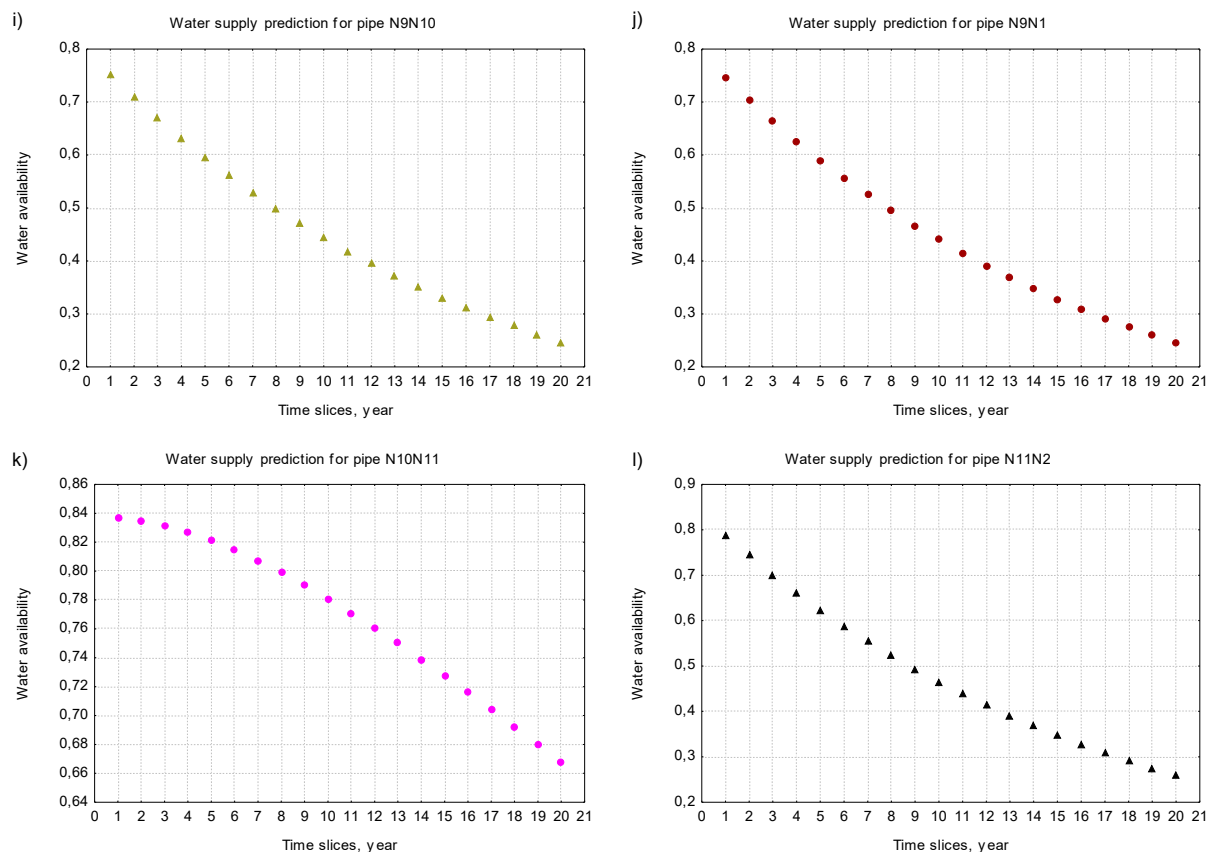 i)
Water supply prediction for pipe N9N10
0,8
0,7
0,6
0,5
0,4
0,3
0,2
Water availability
0 1 2 3 4 5 6 7 8 9 10 11 12 13 14 15 16 17 18 19 20 21
Time slices, year
j)
Water supply prediction for pipe N9N1
0,8
0,7
0,6
0,5
0,4
0,3
0,2
Water availability
0 1 2 3 4 5 6 7 8 9 10 11 12 13 14 15 16 17 18 19 20 21
Time slices, year
k)
Water supply prediction for pipe N10N11
0,86
0,84
0,82
0,80
0,78
0,76
0,74
0,72
0,70
0,68
0,66
0,64
Water availability
0 1 2 3 4 5 6 7 8 9 10 11 12 13 14 15 16 17 18 19 20 21
Time slices, year
l)
Water supply prediction for pipe N11N2
0,9
0,8
0,7
0,6
0,5
0,4
0,3
0,2
Water availability
0 1 2 3 4 5 6 7 8 9 10 11 12 13 14 15 16 17 18 19 20 21
Time slices, year